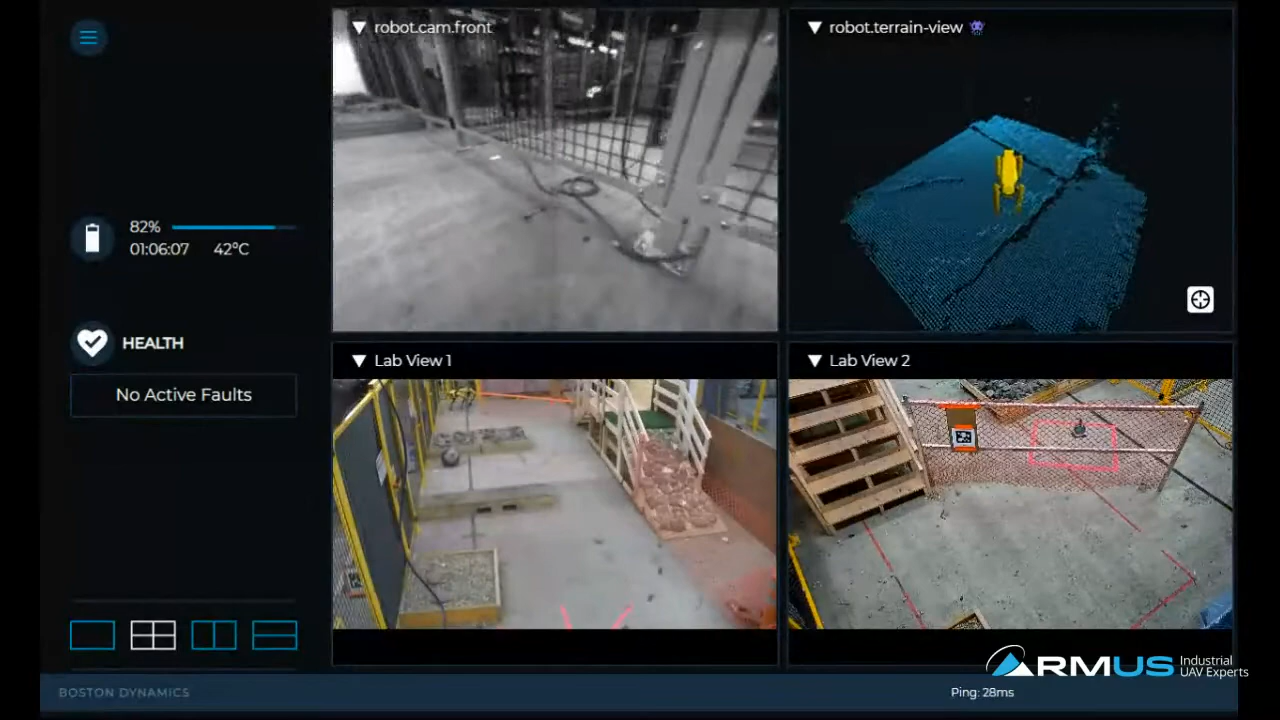 robot.cam.front
robot.terrain-view
82%
01:06:07 42°C
HEALTH
No Active Faults
Lab View 1
Lab View 2
ARMUS
Industrial
UAV Experts
BOSTON DYNAMICS
Ping: 28ms